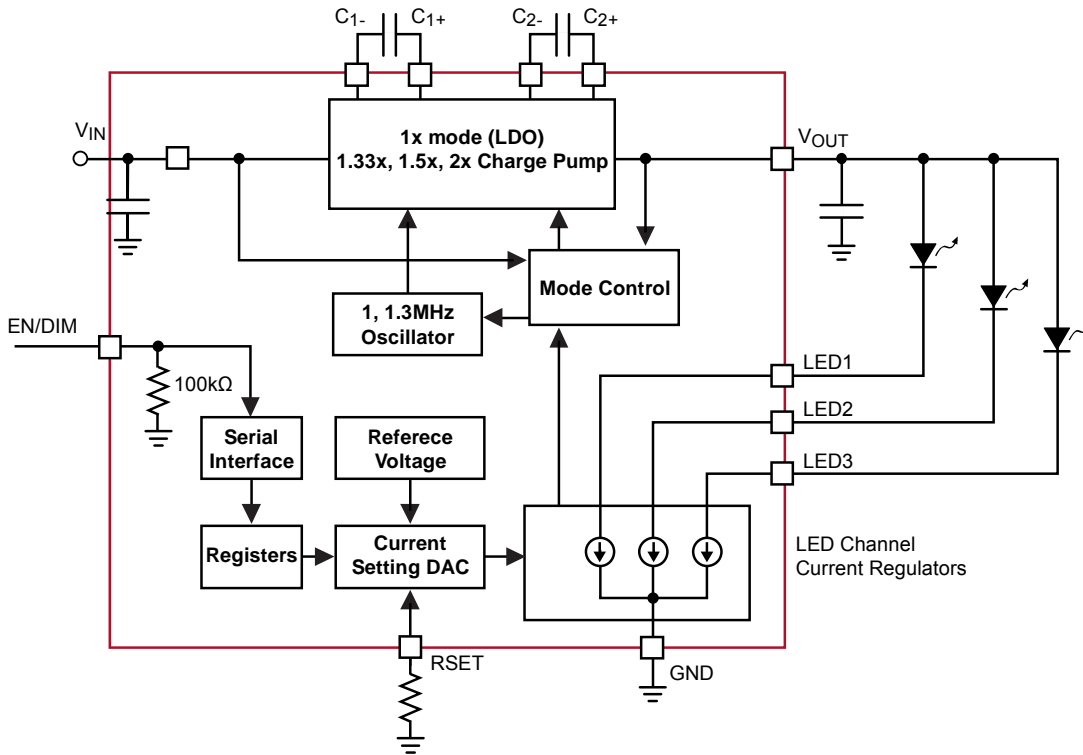 C1- C1+ C2- C2+
VIN
1x mode (LDO)
1.33x, 1.5x, 2x Charge Pump
VOUT
Mode Control
1, 1.3MHz
Oscillator
EN/DIM
100kΩ
LED1
LED2
LED3
Serial
Interface
Referece
Voltage
Registers
Current
Setting DAC
LED Channel
Current Regulators
RSET
GND